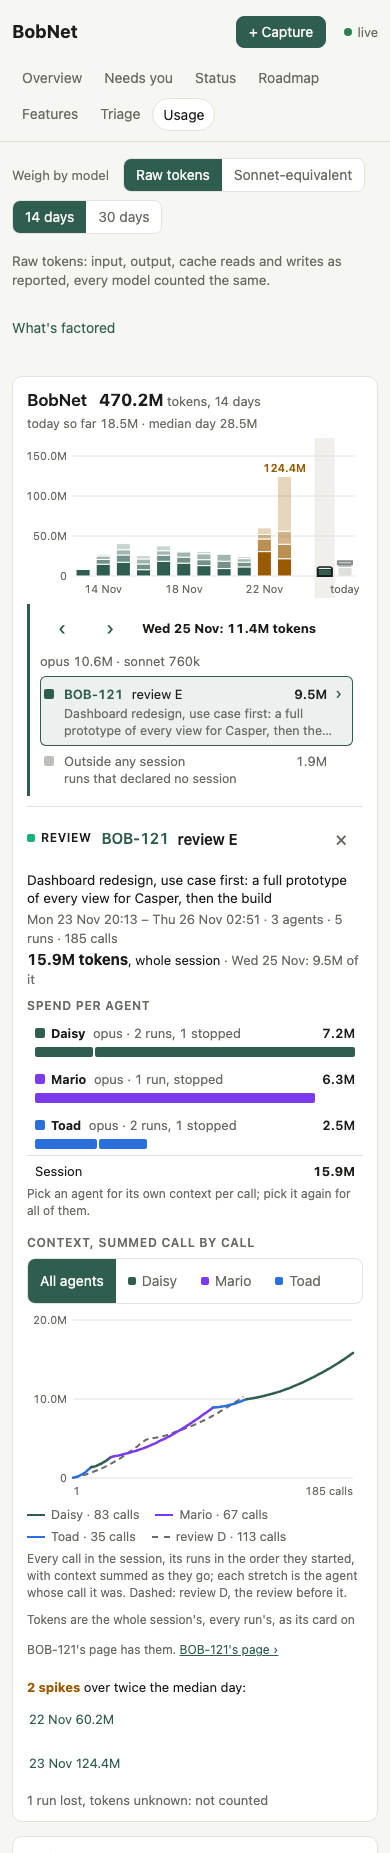 BobNet
+ Capture
live
Overview
Needs you
Status
Roadmap
Features
Triage
Usage
Weigh by model
Raw tokens
Sonnet-equivalent
14 days
30 days
Raw tokens: input, output, cache reads and writes as
reported, every model counted the same.
What's factored
BobNet 470.2M tokens, 14 days
today so far 18.5M · median day 28.5M
150.0M
124.4M
100.0M
50.0M
0
14 Nov
18 Nov
22 Nov
today
‹
›
Wed 25 Nov: 11.4M tokens
opus 10.6M · sonnet 760k
BOB-121 review E 9.5M ›
Dashboard redesign, use case first: a full
prototype of every view for Casper, then the…
Outside any session 1.9M
runs that declared no session
REVIEW BOB-121 review E ×
Dashboard redesign, use case first: a full prototype
of every view for Casper, then the build
Mon 23 Nov 20:13 – Thu 26 Nov 02:51 · 3 agents · 5
runs · 185 calls
15.9M tokens, whole session · Wed 25 Nov: 9.5M of
it
SPEND PER AGENT
Daisy opus · 2 runs, 1 stopped 7.2M
Mario opus · 1 run, stopped 6.3M
Toad opus · 2 runs, 1 stopped 2.5M
Session 15.9M
Pick an agent for its own context per call; pick it again for
all of them.
CONTEXT, SUMMED CALL BY CALL
All agents
Daisy
Mario
Toad
20.0M
10.0M
0
1
185 calls
Daisy · 83 calls
Mario · 67 calls
Toad · 35 calls
review D · 113 calls
Every call in the session, its runs in the order they started,
with context summed as they go; each stretch is the agent
whose call it was. Dashed: review D, the review before it.
Tokens are the whole session's, every run's, as its card on
BOB-121's page has them. BOB-121's page ›
2 spikes over twice the median day:
22 Nov 60.2M
23 Nov 124.4M
1 run lost, tokens unknown: not counted